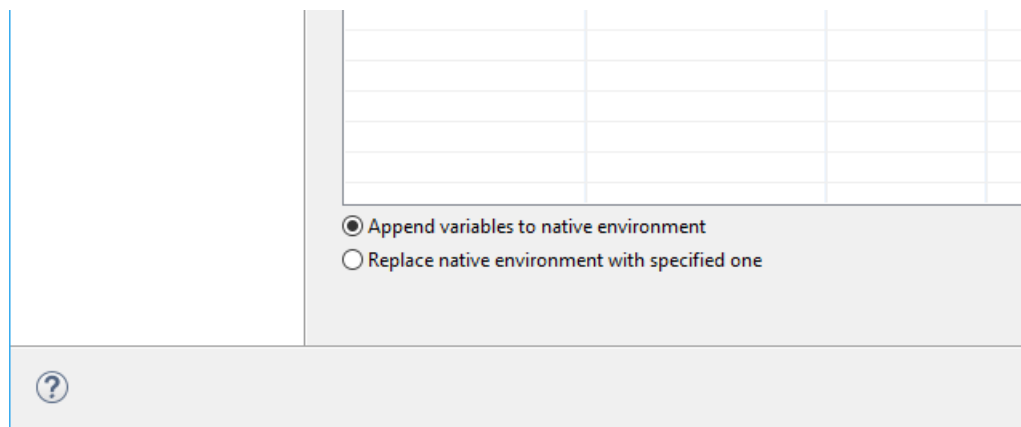 Append variables to native environment
Replace native environment with specified one
?